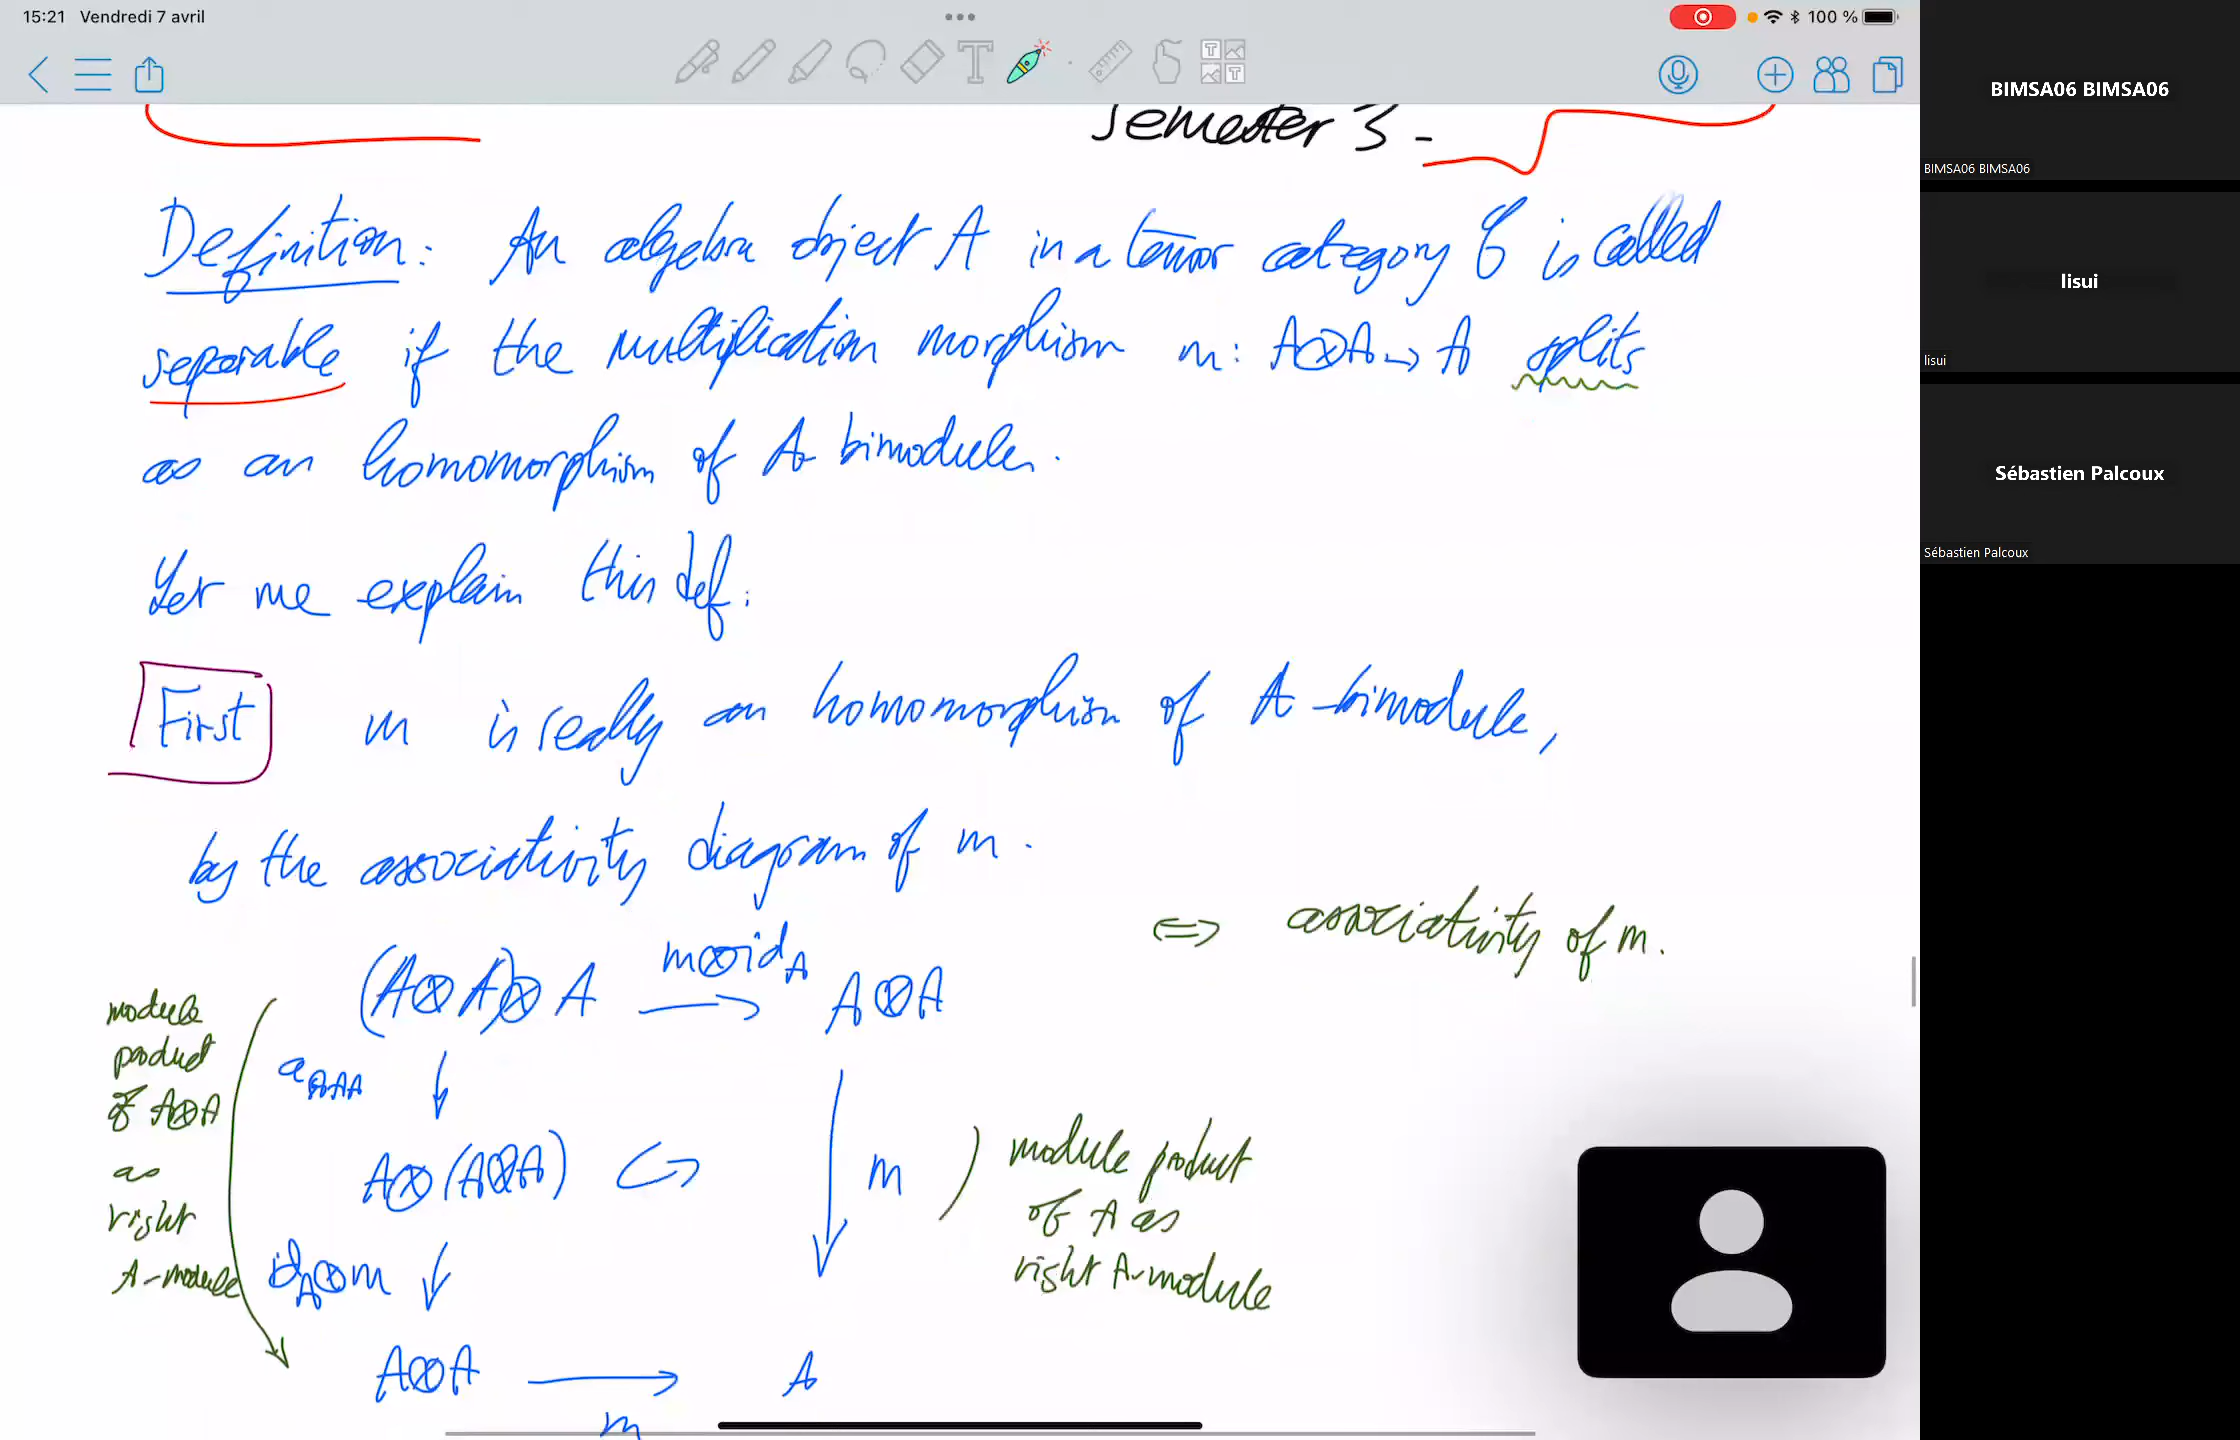 15:21 Vendredi 7 avril
100 %
semester 3 -
Definition: An algebra object A in a tensor category C is called
separable if the multiplication morphism m: A⊗A → A splits
as an homomorphism of A bimodule.
Let me explain this def:
First m is really an homomorphism of A-bimodule,
by the associativity diagram of m.
⇔ associativity of m.
(A⊗A)⊗A m⊗id_A → A⊗A
a_AAA ↓
A⊗(A⊗A) ↓ m
id_A⊗m ↓
A⊗A → A
m
module
product
of A⊗A
as
right
A-module
module product
of A as
right A-module
BIMSA06 BIMSA06
BIMSA06 BIMSA06
lisui
lisui
Sébastien Palcoux
Sébastien Palcoux